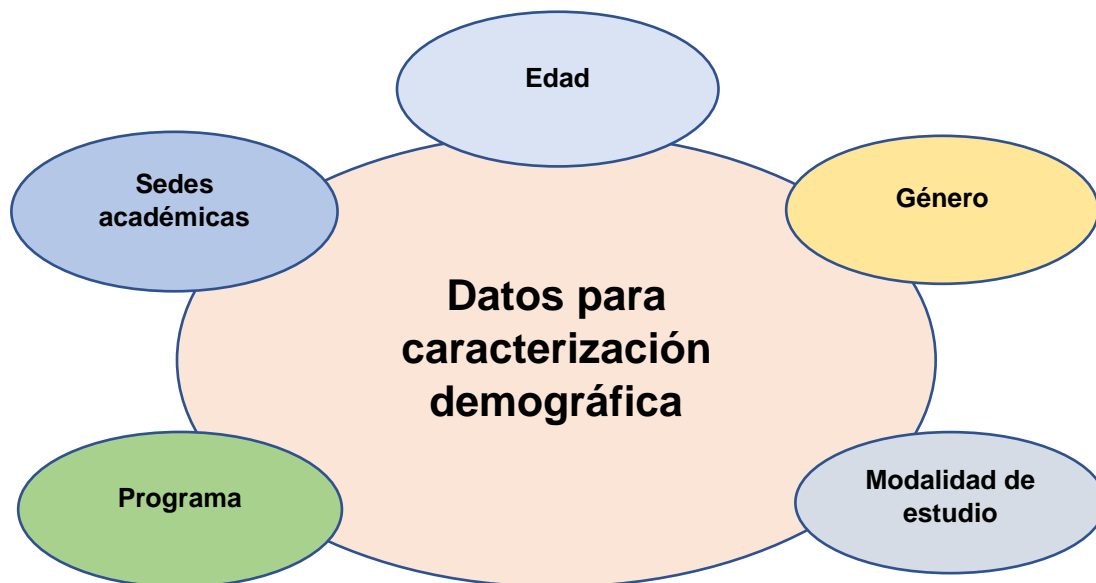 Edad
Sedes
académicas
Género
Datos para
caracterización
demográfica
Programa
Modalidad de
estudio